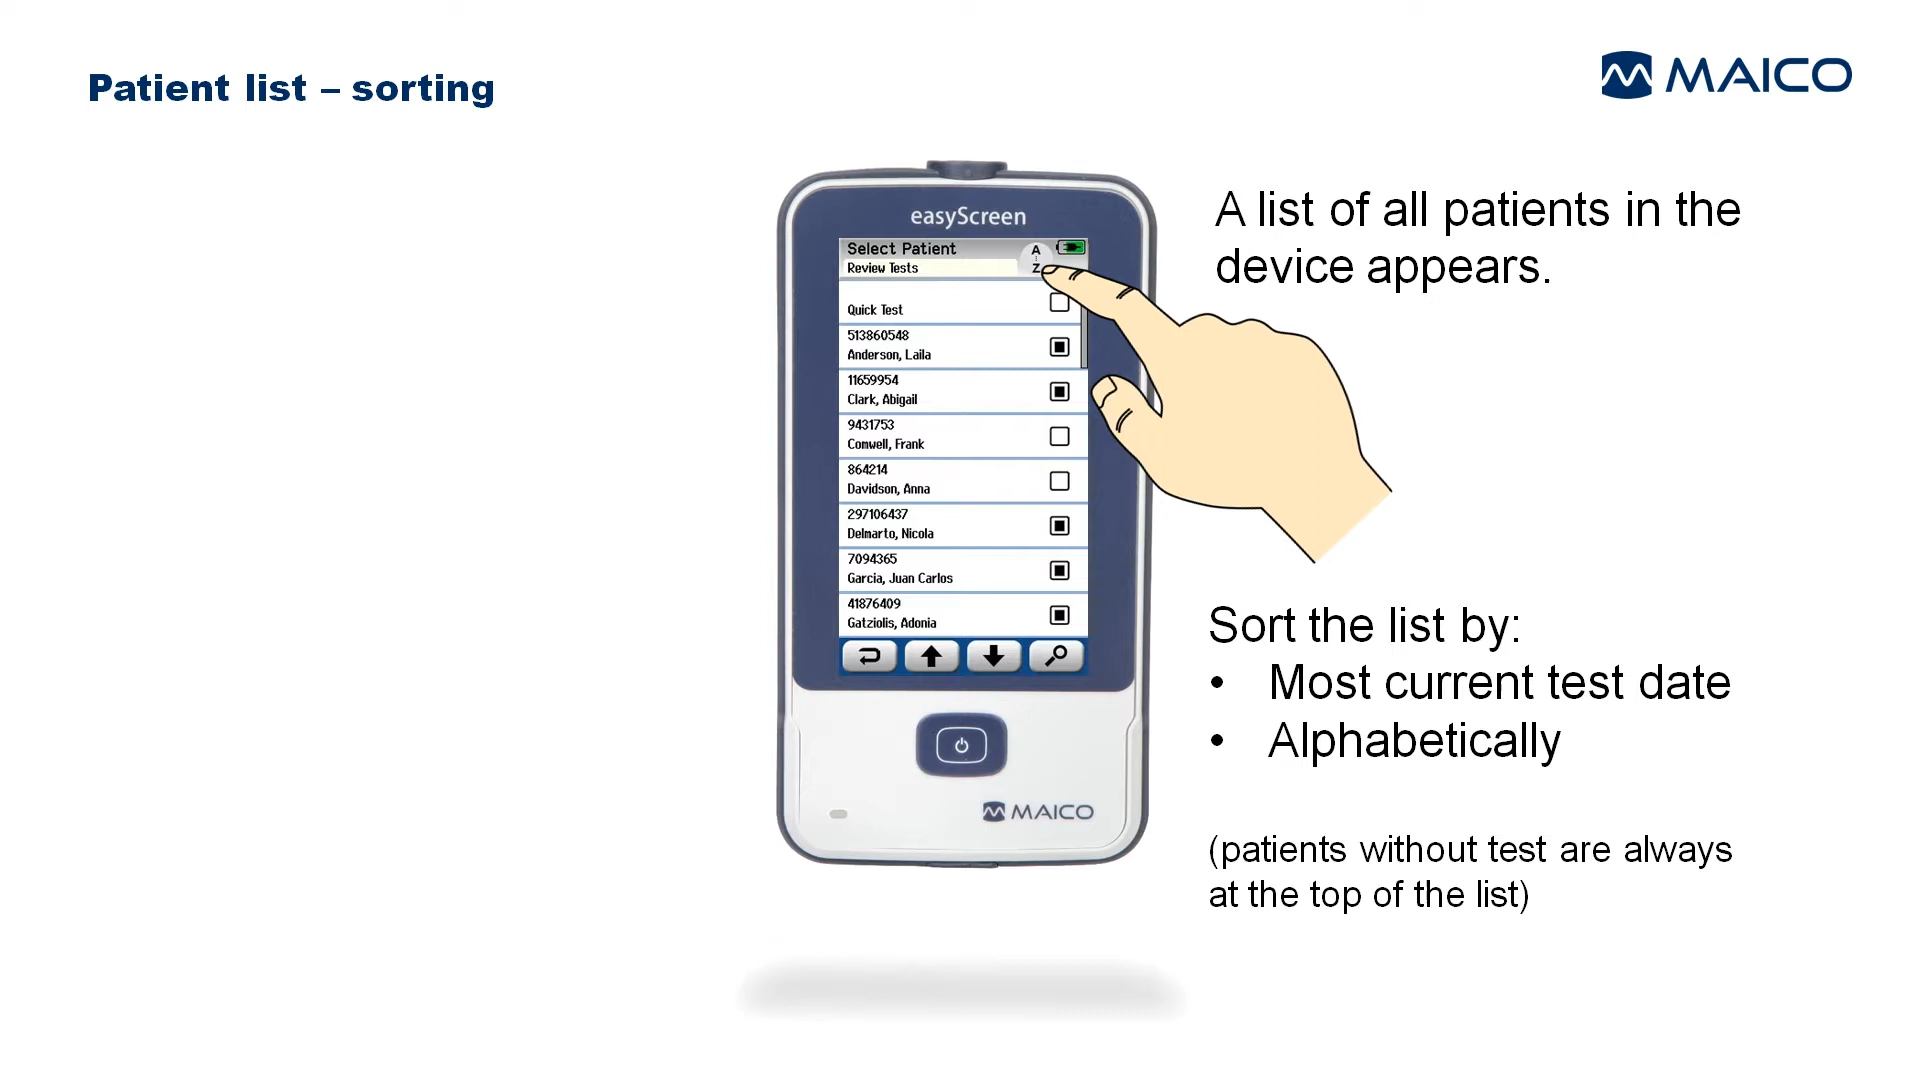 Patient list – sorting
MAICO
easyScreen
Select Patient
A
Z
Review Tests
Quick Test
513860548
Anderson, Laila
11659954
Clark, Abigail
9431753
Comwell, Frank
864214
Davidson, Anna
297106437
Delmarto, Nicola
7094365
Garcia, Juan Carlos
41876409
Gatziolis, Adonia
MAICO
A list of all patients in the
device appears.
Sort the list by:
• Most current test date
• Alphabetically
(patients without test are always
at the top of the list)